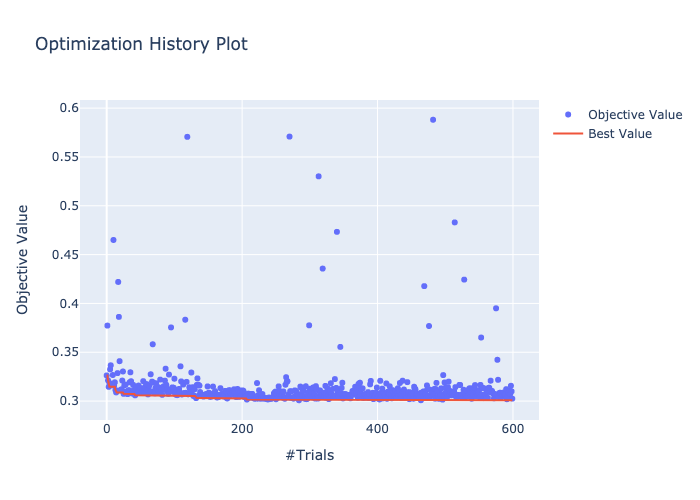 Optimization History Plot
0.6
0.55
0.5
0.45
0.4
0.35
0.3
0
200
400
600
#Trials
Objective Value
Objective Value
Best Value